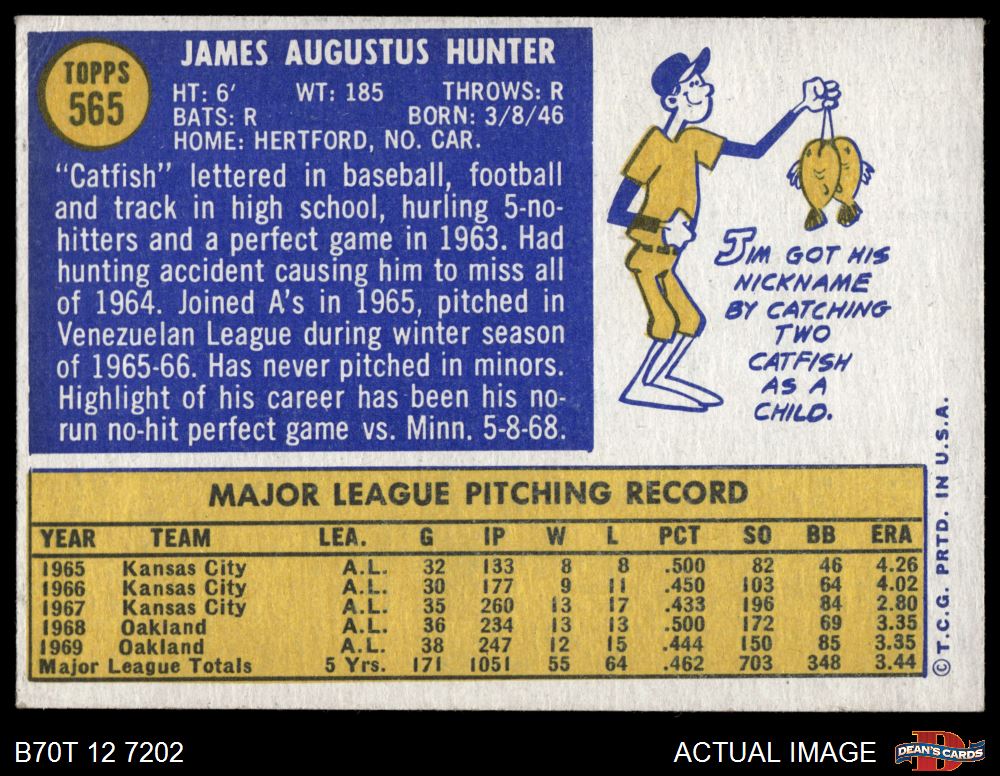 TOPPS
565
JAMES AUGUSTUS HUNTER
HT: 6' WT: 185 THROWS: R
BATS: R BORN: 3/8/46
HOME: HERTFORD, NO. CAR.
"Catfish" lettered in baseball, football
and track in high school, hurling 5-no-
hitters and a perfect game in 1963. Had
hunting accident causing him to miss all
of 1964. Joined A's in 1965, pitched in
Venezuelan League during winter season
of 1965-66. Has never pitched in minors.
Highlight of his career has been his no-
run no-hit perfect game vs. Minn. 5-8-68.
JIM GOT HIS
NICKNAME
BY CATCHING
TWO
CATFISH
AS A
CHILD.
MAJOR LEAGUE PITCHING RECORD
YEAR TEAM LEA. G IP W L PCT SO BB ERA
1965 Kansas City A.L. 32 133 8 8 .500 82 46 4.26
1966 Kansas City A.L. 30 177 9 11 .450 103 64 4.02
1967 Kansas City A.L. 35 260 13 17 .433 196 84 2.80
1968 Oakland A.L. 36 234 13 13 .500 172 69 3.35
1969 Oakland A.L. 38 247 12 15 .444 150 85 3.35
Major League Totals 5 Yrs. 171 1051 55 64 .462 703 348 3.44
© T.C.G. PRTD. IN U.S.A.
B70T 12 7202
ACTUAL IMAGE
DEAN'S CARDS